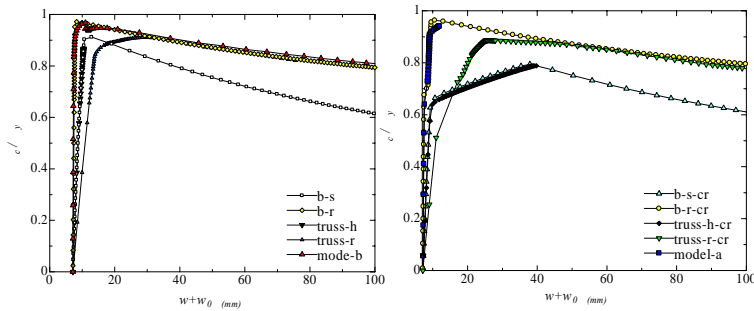 1
0.8
0.6
0.4
0.2
0
c / y
0 20 40 60 80 100
w+w0 (mm)
b-s
b-r
truss-h
truss-r
mode-b
1
0.8
0.6
0.4
0.2
0
c / y
0 20 40 60 80 100
w+w0 (mm)
b-s-cr
b-r-cr
truss-h-cr
truss-r-cr
model-a